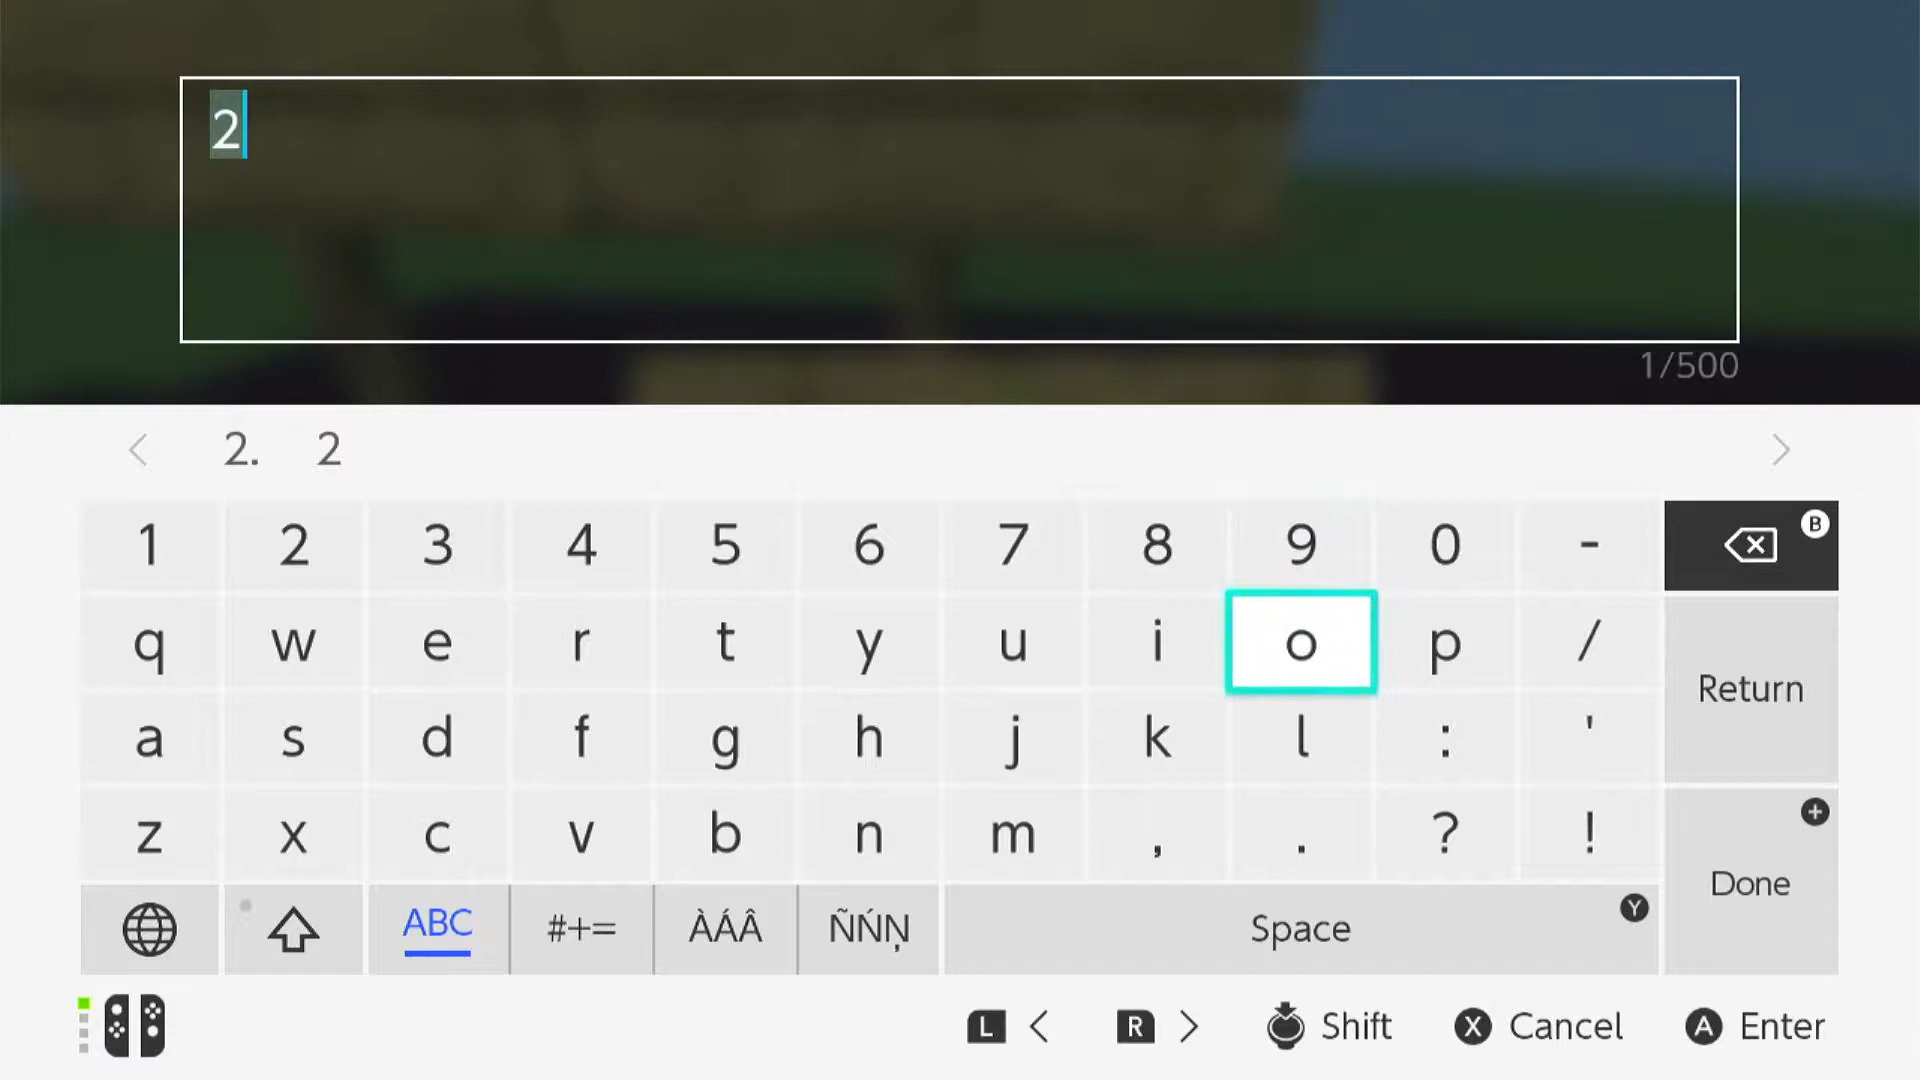 2
1/500
2. 2
1 2 3 4 5 6 7 8 9 0 - B
q w e r t y u i o p /
Return
a s d f g h j k l : '
z x c v b n m , . ? ! +
Done
ABC #+= ÀÁÂ ÑŃŅ Space Y
L < R > Shift X Cancel A Enter